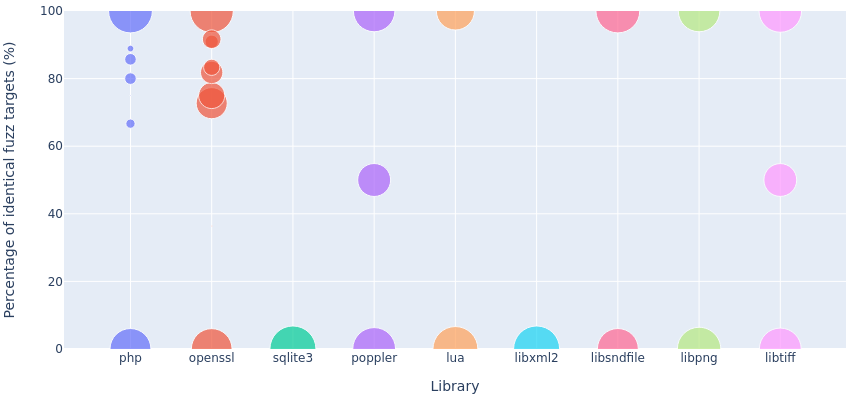 Percentage of identical fuzz targets (%)
100
80
60
40
20
0
php openssl sqlite3 poppler lua libxml2 libsndfile libpng libtiff
Library